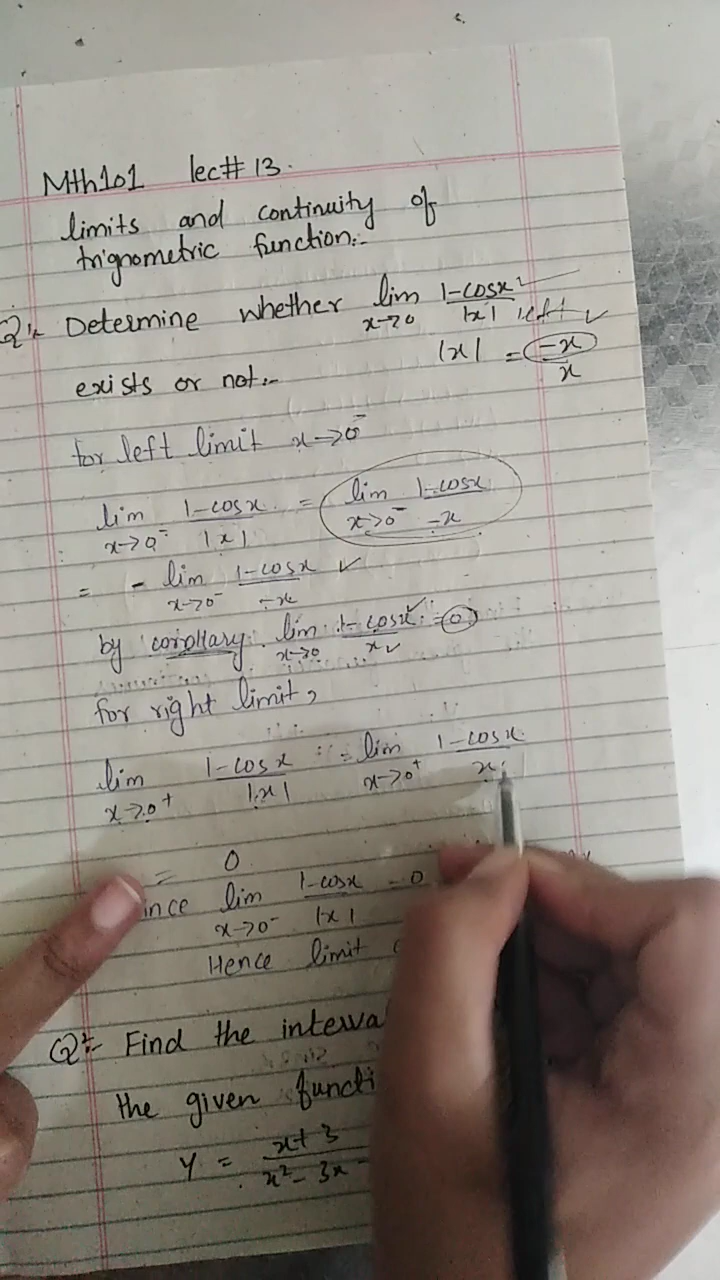 Mth101 lec# 13.
limits and continuity of
trignometric function:-
Q1:- Determine whether lim x→0 1-cosx / |x| left ✓
|x| = -x / x
exists or not:-
for left limit x→0⁻
lim x→0⁻ 1-cosx / |x| = lim x→0⁻ 1-cosx / -x
= - lim x→0⁻ 1-cosx / -x ✓
by corollary. lim x→0 1-cosx / x ✓ = 0
for right limit,
lim x→0⁺ 1-cosx / |x| = lim x→0⁺ 1-cosx / x
= 0
ince lim x→0⁻ 1-cosx / |x| = 0
Hence limit
Q2:- Find the interva
the given functi
Y = x+3 / x²-3x-